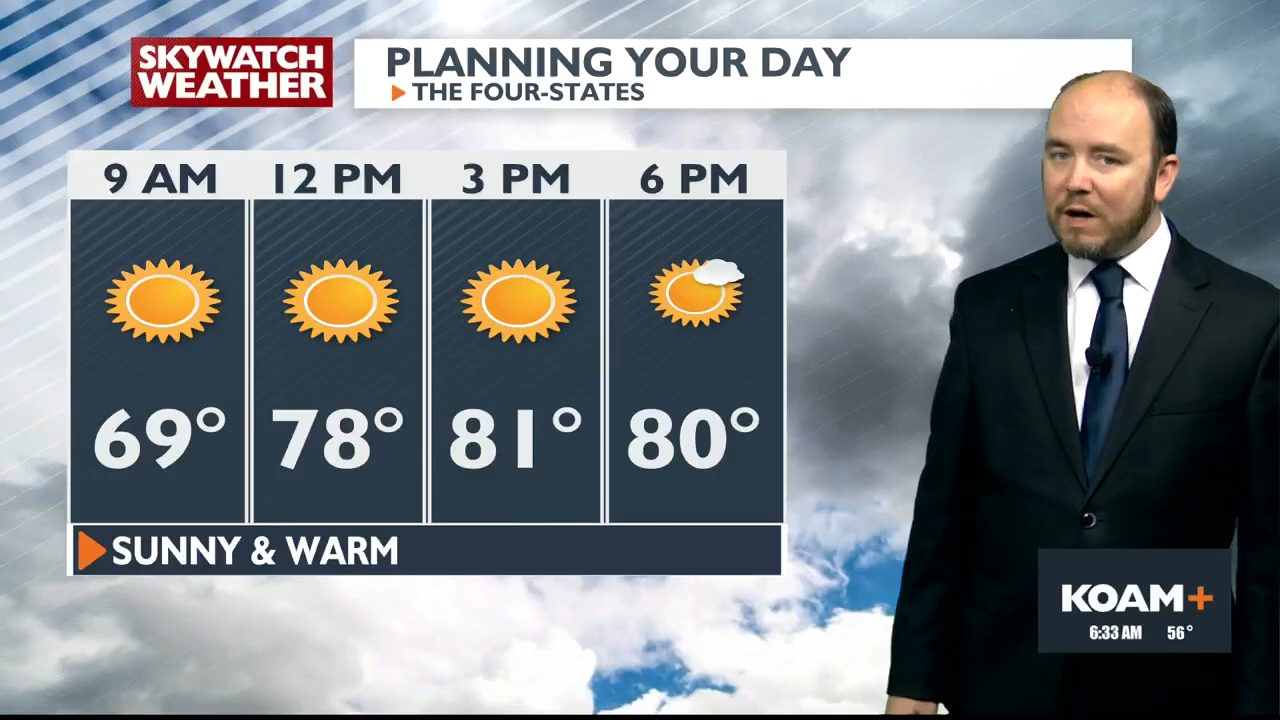 SKYWATCH
WEATHER
PLANNING YOUR DAY
THE FOUR-STATES
9 AM 12 PM 3 PM 6 PM
69° 78° 81° 80°
SUNNY & WARM
KOAM+
6:33 AM 56°